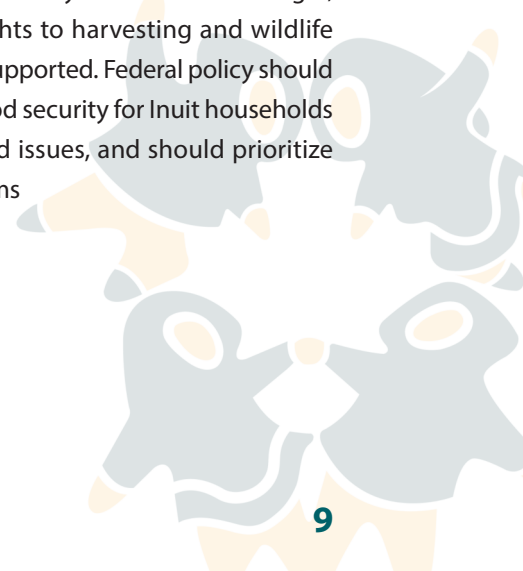 hts to harvesting and wildlife
upported. Federal policy should
od security for Inuit households
d issues, and should prioritize
ns
9